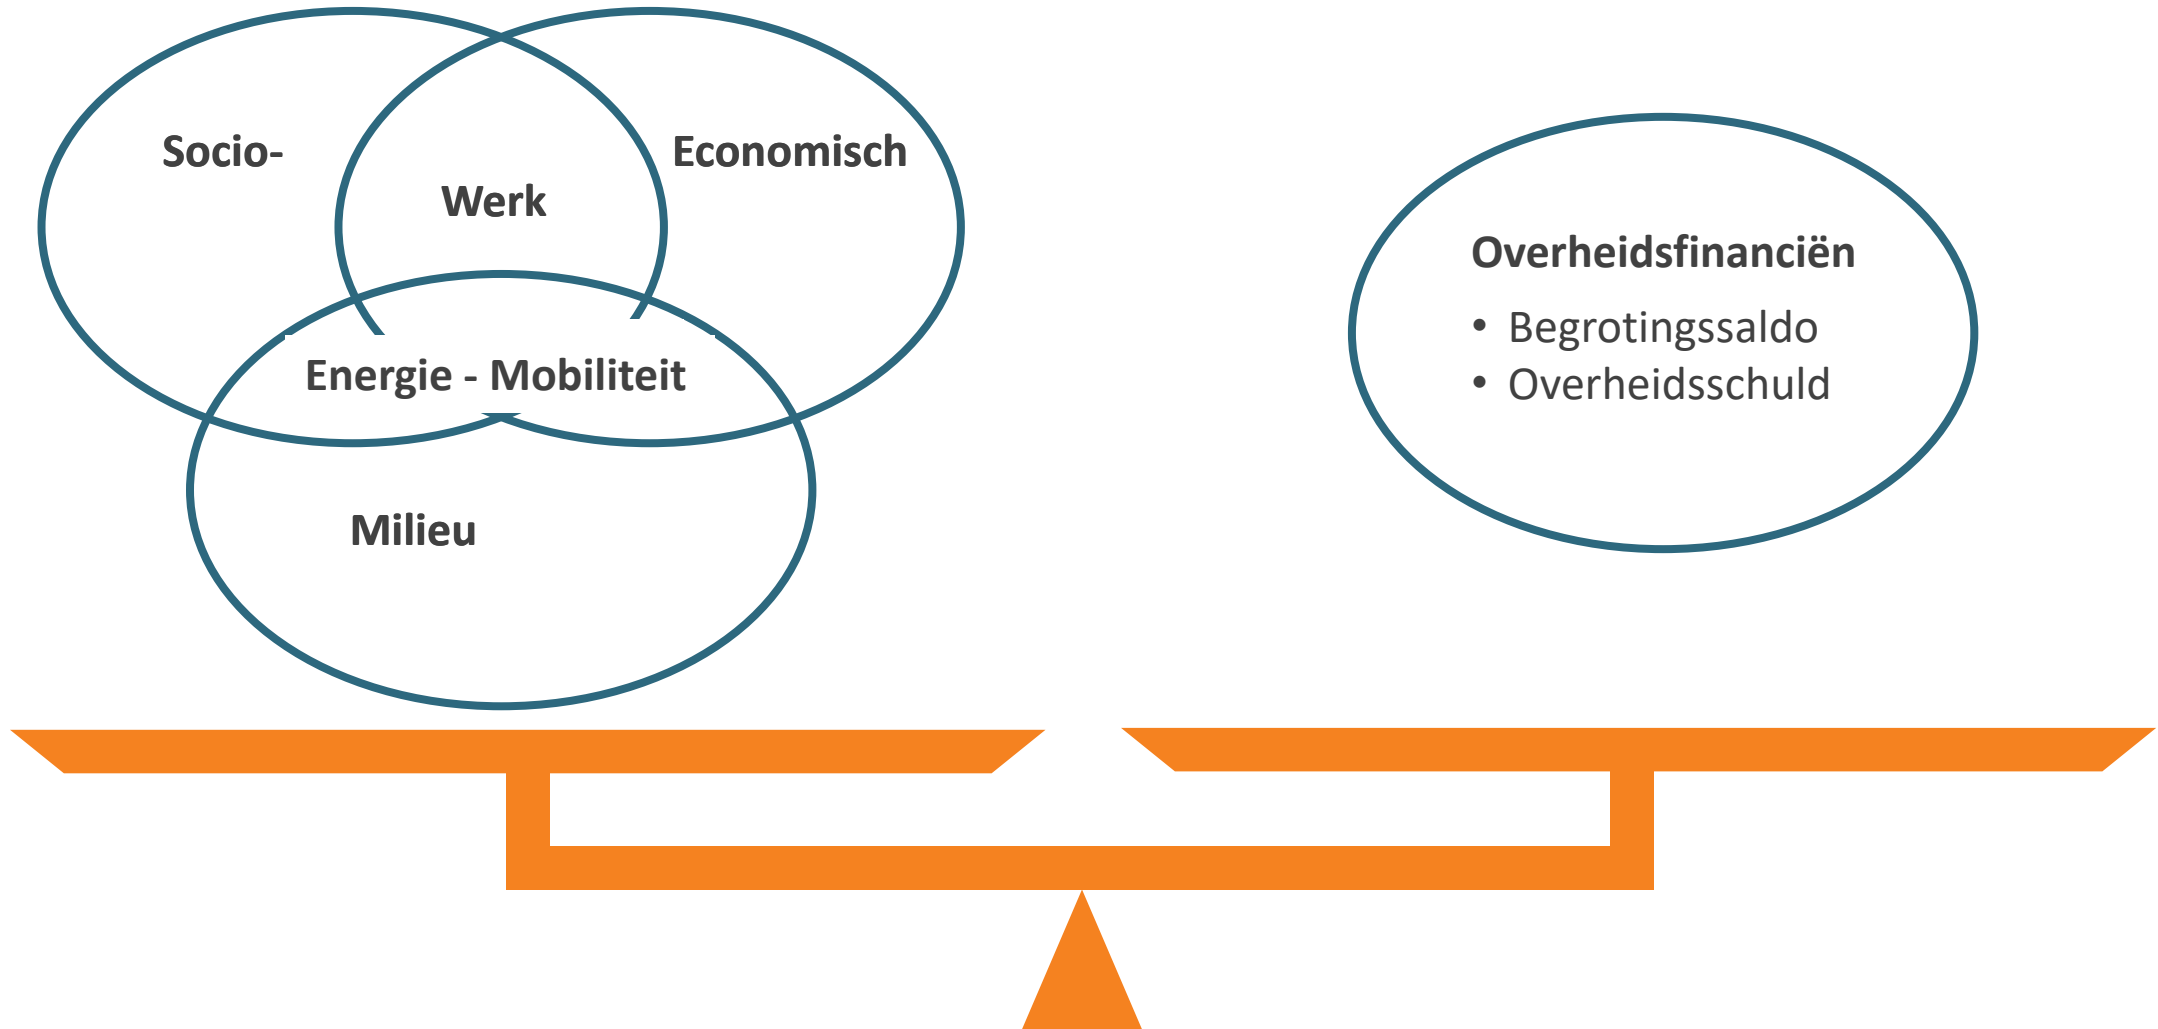 Socio-
Economisch
Werk
Energie - Mobiliteit
Milieu
Overheidsfinanciën
• Begrotingssaldo
• Overheidsschuld